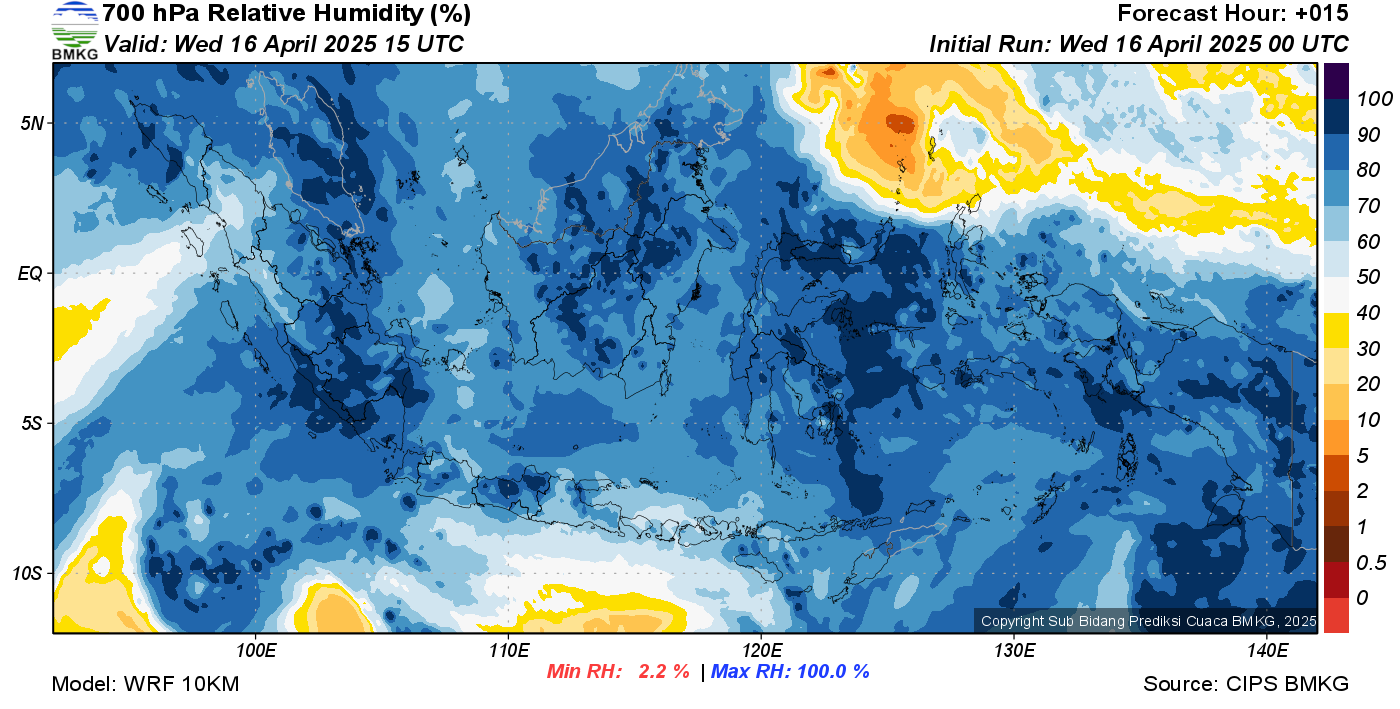 700 hPa Relative Humidity (%)
Forecast Hour: +015
BMKG
Valid: Wed 16 April 2025 15 UTC
Initial Run: Wed 16 April 2025 00 UTC
5N
EQ
5S
10S
100E
110E
120E
130E
140E
100
90
80
70
60
50
40
30
20
10
5
2
1
0.5
0
Copyright Sub Bidang Prediksi Cuaca BMKG, 2025
Min RH: 2.2 % | Max RH: 100.0 %
Model: WRF 10KM
Source: CIPS BMKG